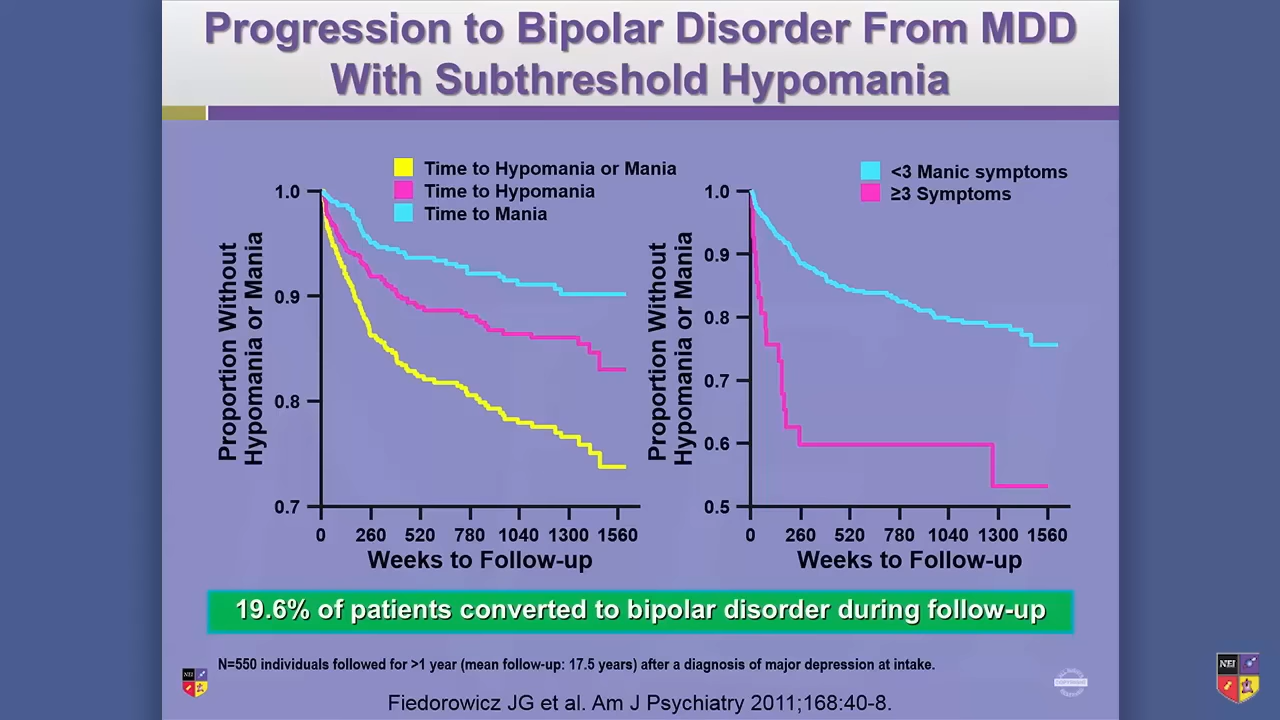 Progression to Bipolar Disorder From MDD
With Subthreshold Hypomania
Time to Hypomania or Mania
Time to Hypomania
Time to Mania
Proportion Without
Hypomania or Mania
1.0
0.9
0.8
0.7
0 260 520 780 1040 1300 1560
Weeks to Follow-up
<3 Manic symptoms
≥3 Symptoms
Proportion Without
Hypomania or Mania
1.0
0.9
0.8
0.7
0.6
0.5
0 260 520 780 1040 1300 1560
Weeks to Follow-up
19.6% of patients converted to bipolar disorder during follow-up
N=550 individuals followed for >1 year (mean follow-up: 17.5 years) after a diagnosis of major depression at intake.
NEI
COPYRIGHT
Fiedorowicz JG et al. Am J Psychiatry 2011;168:40-8.
NEI